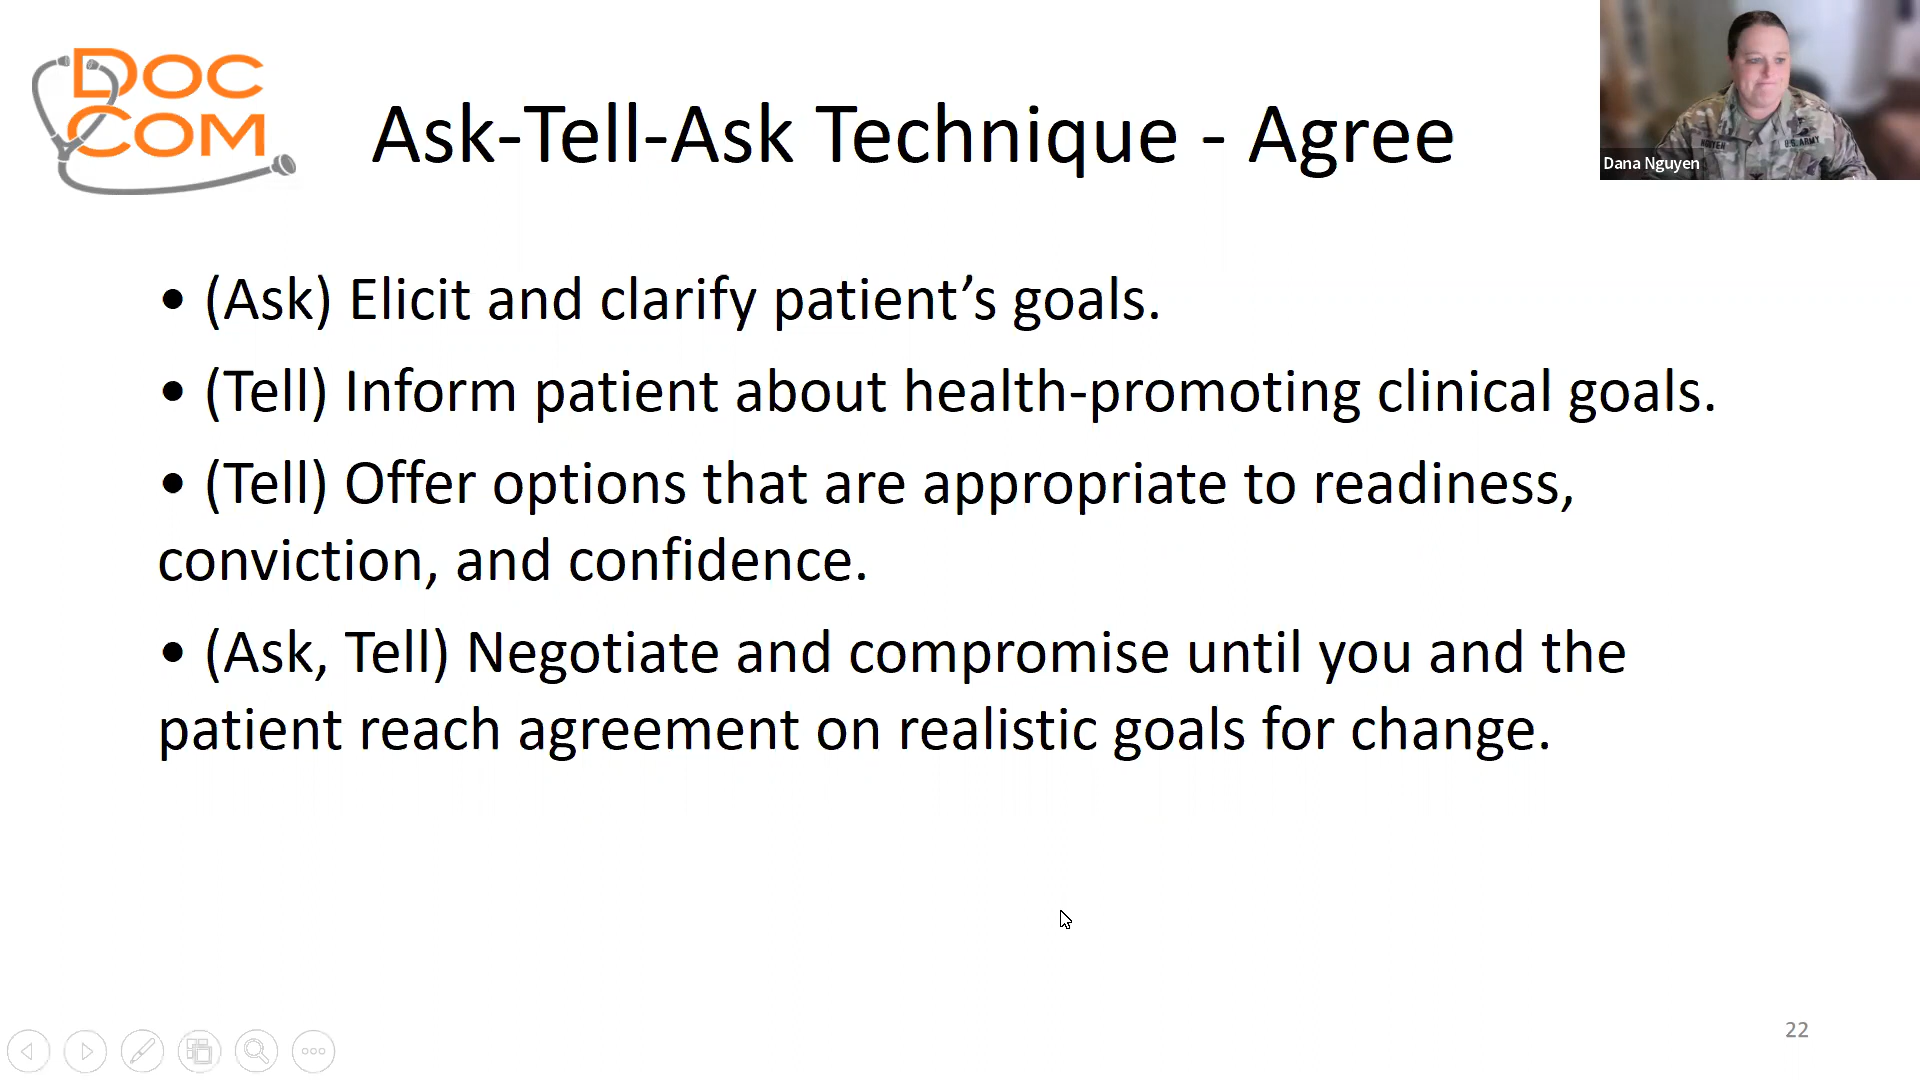 DOC
COM
Ask-Tell-Ask Technique - Agree
Dana Nguyen
NGUYEN
U.S. ARMY
• (Ask) Elicit and clarify patient’s goals.
• (Tell) Inform patient about health-promoting clinical goals.
• (Tell) Offer options that are appropriate to readiness,
conviction, and confidence.
• (Ask, Tell) Negotiate and compromise until you and the
patient reach agreement on realistic goals for change.
22